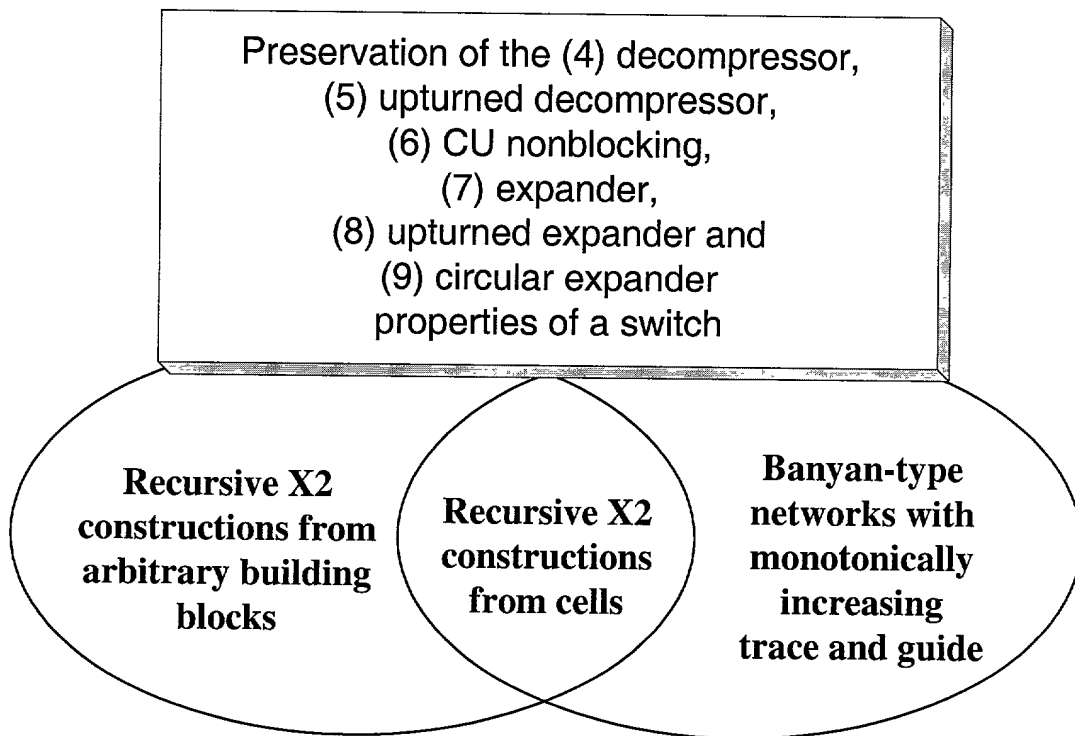 Preservation of the (4) decompressor,
(5) upturned decompressor,
(6) CU nonblocking,
(7) expander,
(8) upturned expander and
(9) circular expander
properties of a switch
Recursive X2
constructions from
arbitrary building
blocks
Recursive X2
constructions
from cells
Banyan-type
networks with
monotonically
increasing
trace and guide